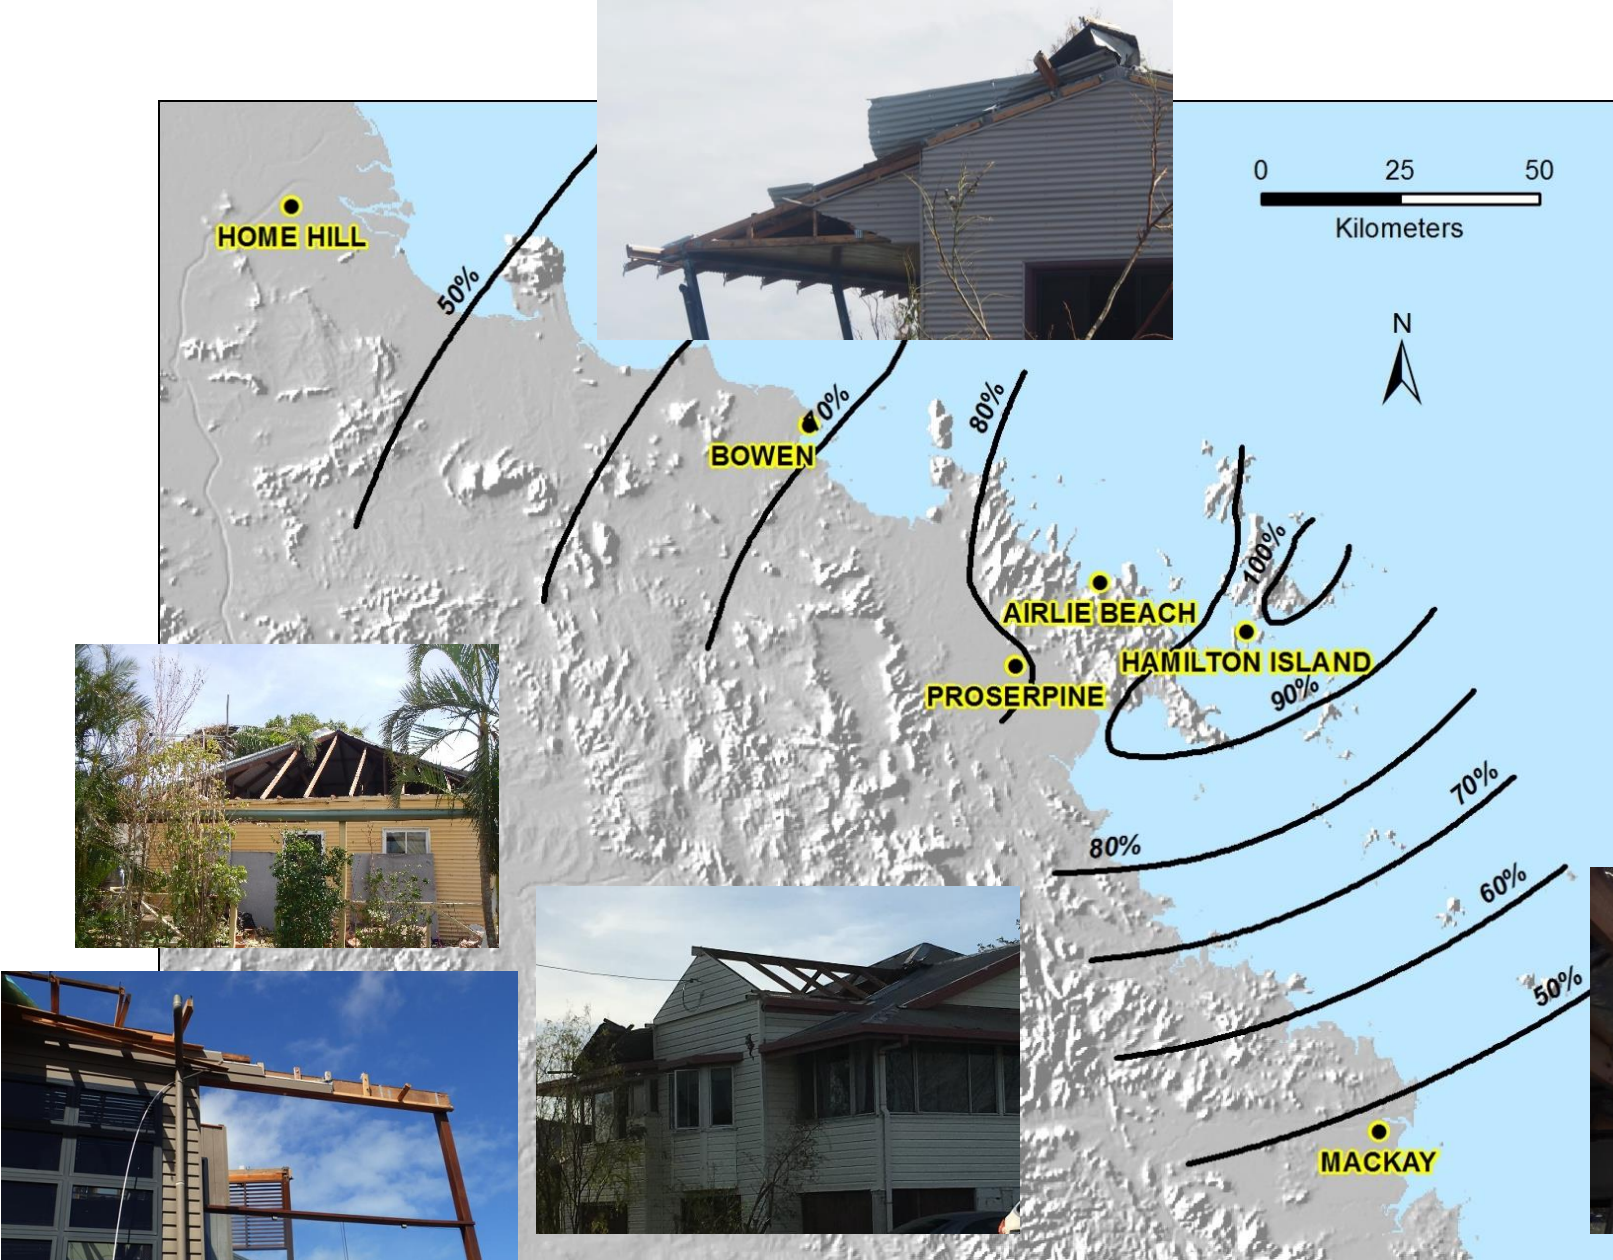 0 25 50
Kilometers
HOME HILL
50%
N
70%
80%
BOWEN
100%
AIRLIE BEACH
HAMILTON ISLAND
PROSERPINE
90%
70%
80%
60%
50%
MACKAY